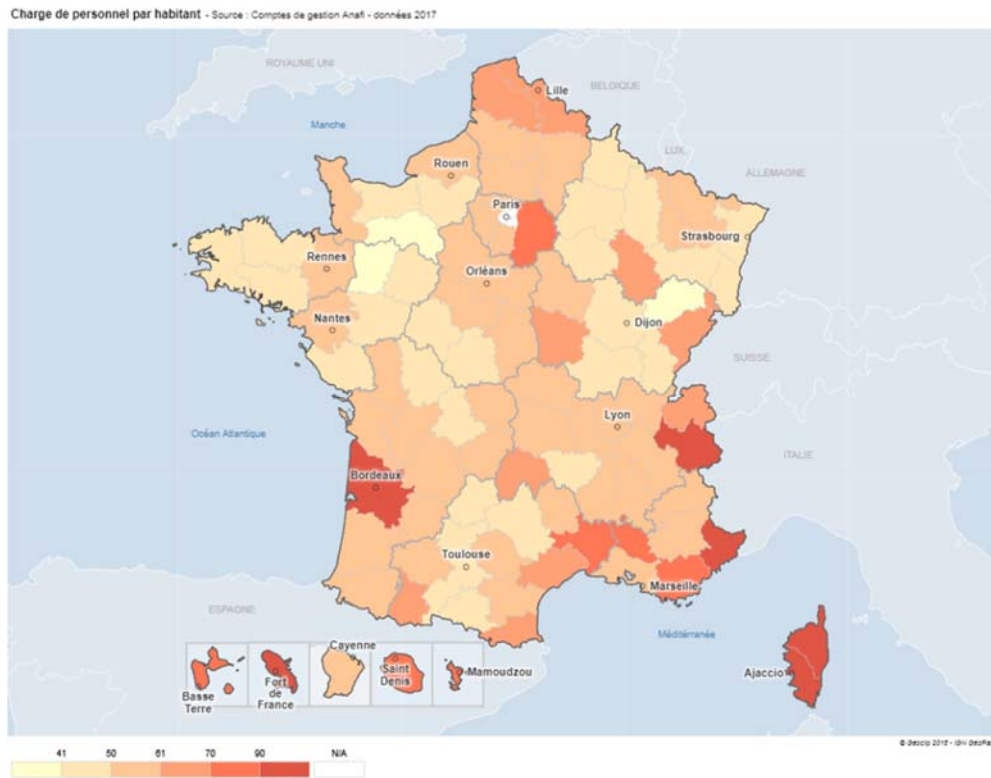 Charge de personnel par habitant - Source : Comptes de gestion Anafi - données 2017
ROYAUME UNI
BELGIQUE
Lille
Manche
LUX.
ALLEMAGNE
Rouen
Paris
Strasbourg
Rennes
Orléans
Nantes
Dijon
SUISSE
Lyon
Océan Atlantique
ITALIE
Bordeaux
Toulouse
Marseille
ESPAGNE
Méditérranée
Cayenne
Saint
Denis
Mamoudzou
Ajaccio
Basse
Terre
Fort
de
France
41 50 61 70 90 N/A